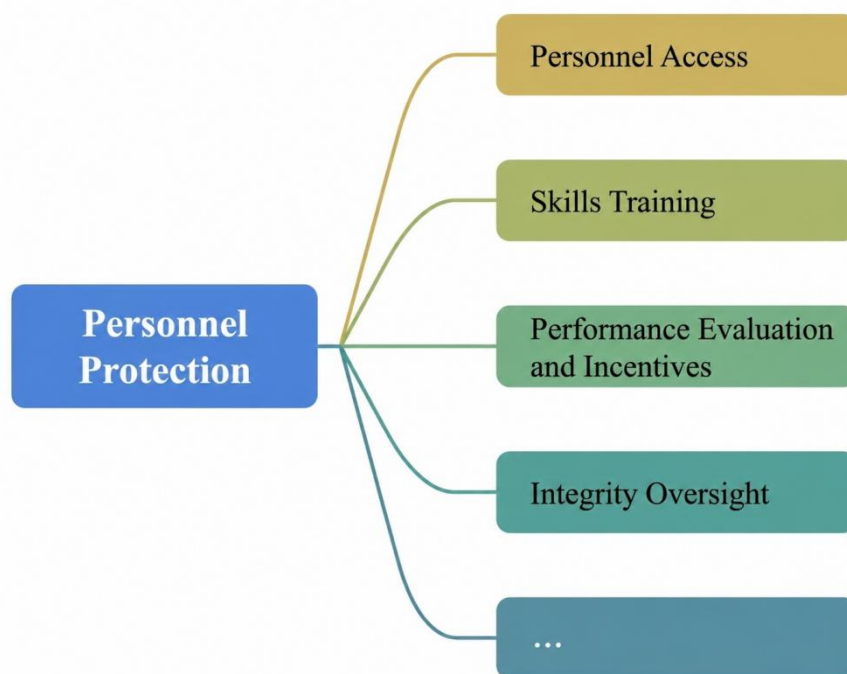 Personnel Access
Skills Training
Personnel
Protection
Performance Evaluation
and Incentives
Integrity Oversight
...